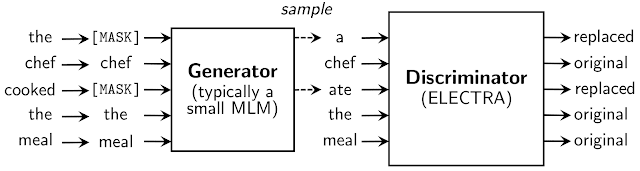 sample
the [MASK] a replaced
chef chef chef original
cooked [MASK] ate replaced
the the the original
meal meal meal original
Generator
(typically a
small MLM)
Discriminator
(ELECTRA)